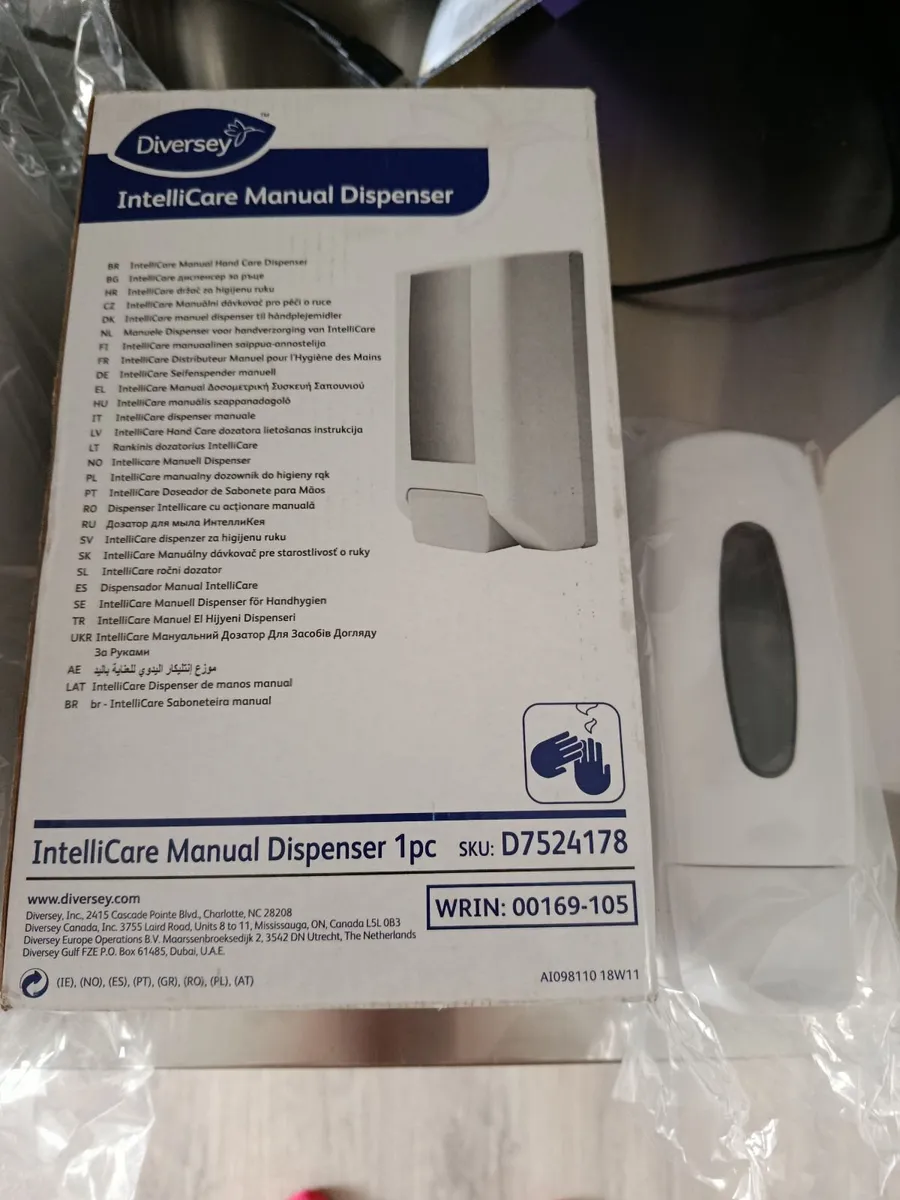 Diversey™
IntelliCare Manual Dispenser
BR IntelliCare Manual Hand Care Dispenser
BG IntelliCare диспенсер за ръце
HR IntelliCare držač za higijenu ruku
CZ IntelliCare Manuální dávkovač pro péči o ruce
DK IntelliCare manuel dispenser til håndplejemidler
NL Manuele Dispenser voor handverzorging van IntelliCare
FI IntelliCare manuaalinen saippua-annostelija
FR IntelliCare Distributeur Manuel pour l'Hygiène des Mains
DE IntelliCare Seifenspender manuell
EL IntelliCare Manual Δοσομετρική Συσκευή Σαπουνιού
HU IntelliCare manuális szappanadagoló
IT IntelliCare dispenser manuale
LV IntelliCare Hand Care dozatora lietošanas instrukcija
LT Rankinis dozatorius IntelliCare
NO Intellicare Manuell Dispenser
PL IntelliCare manualny dozownik do higieny rąk
PT IntelliCare Doseador de Sabonete para Mãos
RO Dispenser Intellicare cu acționare manuală
RU Дозатор для мыла ИнтеллиКея
SV IntelliCare dispenzer za higijenu ruku
SK IntelliCare Manuálny dávkovač pre starostlivosť o ruky
SL IntelliCare ročni dozator
ES Dispensador Manual IntelliCare
SE IntelliCare Manuell Dispenser för Handhygien
TR IntelliCare Manuel El Hijyeni Dispenseri
UKR IntelliCare Мануальний Дозатор Для Засобів Догляду
За Руками
AE موزع إنتليكار اليدوي للعناية باليد
LAT IntelliCare Dispenser de manos manual
BR br - IntelliCare Saboneteira manual
IntelliCare Manual Dispenser 1pc SKU: D7524178
www.diversey.com
Diversey, Inc., 2415 Cascade Pointe Blvd., Charlotte, NC 28208
Diversey Canada, Inc. 3755 Laird Road, Units 8 to 11, Mississauga, ON, Canada L5L 0B3
Diversey Europe Operations B.V. Maarssenbroeksedijk 2, 3542 DN Utrecht, The Netherlands
Diversey Gulf FZE P.O. Box 61485, Dubai, U.A.E.
WRIN: 00169-105
(IE), (NO), (ES), (PT), (GR), (RO), (PL), (AT)
AI098110 18W11